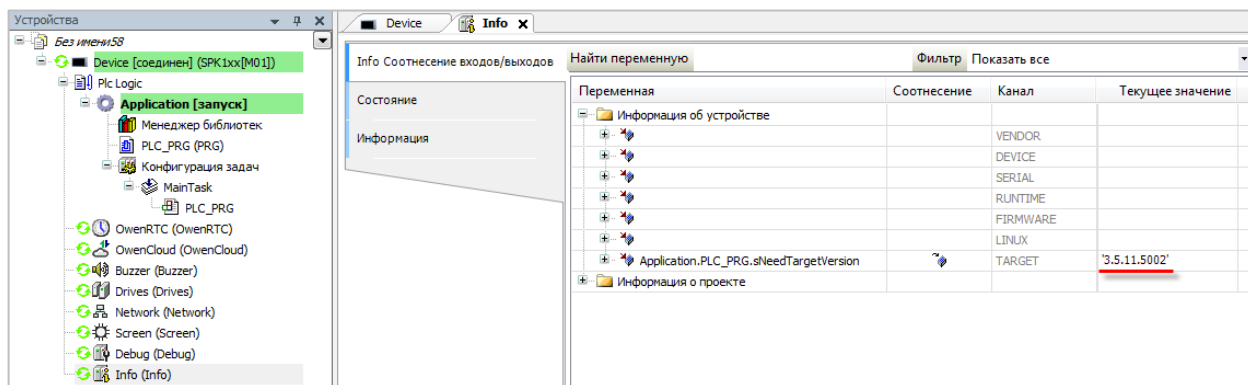 Устройства
Без имени58
Device [соединен] (SPK1xx[M01])
Plc Logic
Application [запуск]
Менеджер библиотек
PLC_PRG (PRG)
Конфигурация задач
MainTask
PLC_PRG
OwenRTC (OwenRTC)
OwenCloud (OwenCloud)
Buzzer (Buzzer)
Drives (Drives)
Network (Network)
Screen (Screen)
Debug (Debug)
Info (Info)
Device Info
Info Соотнесение входов/выходов
Состояние
Информация
Найти переменную Фильтр Показать все
Переменная Соотнесение Канал Текущее значение
Информация об устройстве
VENDOR
DEVICE
SERIAL
RUNTIME
FIRMWARE
LINUX
Application.PLC_PRG.sNeedTargetVersion TARGET '3.5.11.5002'
Информация о проекте